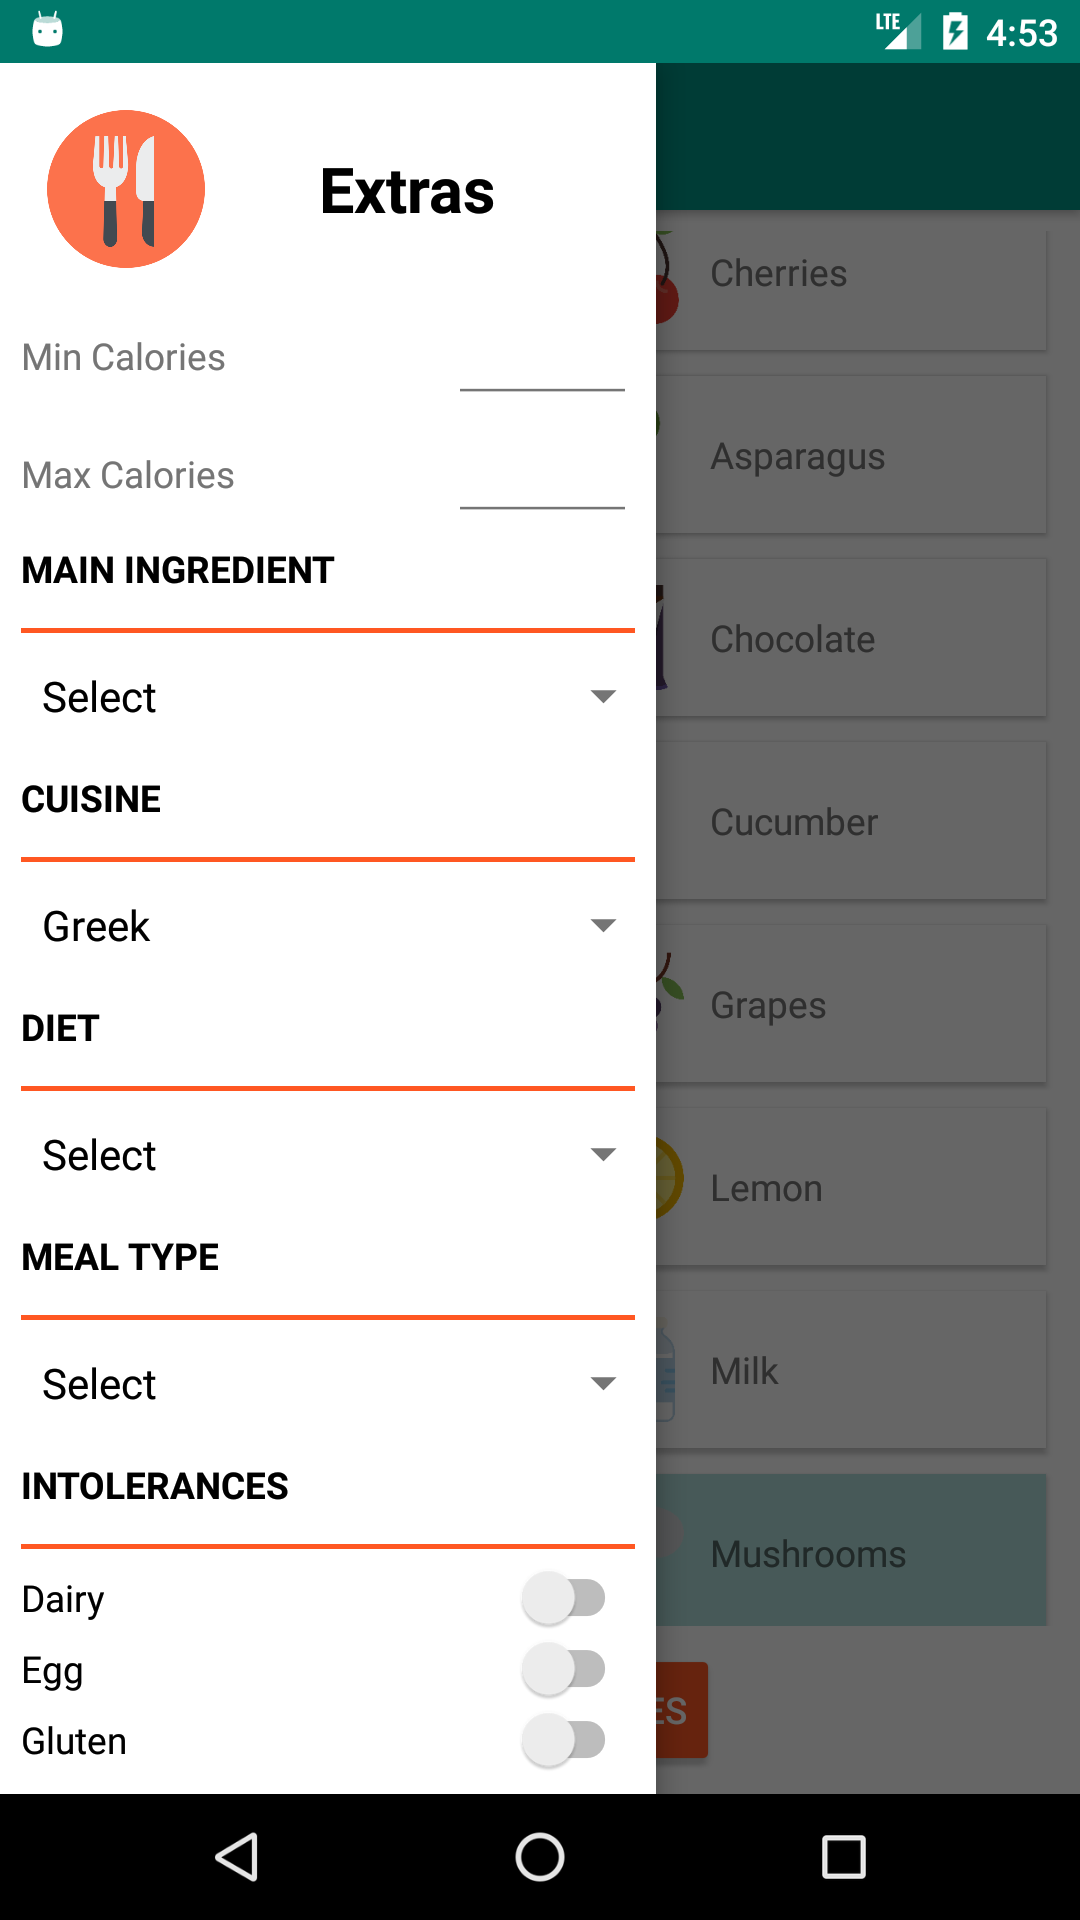 LTE 4:53
Extras
Min Calories
Max Calories
MAIN INGREDIENT
Select
CUISINE
Greek
DIET
Select
MEAL TYPE
Select
INTOLERANCES
Dairy
Egg
Gluten
Cherries
Asparagus
Chocolate
Cucumber
Grapes
Lemon
Milk
Mushrooms
ES